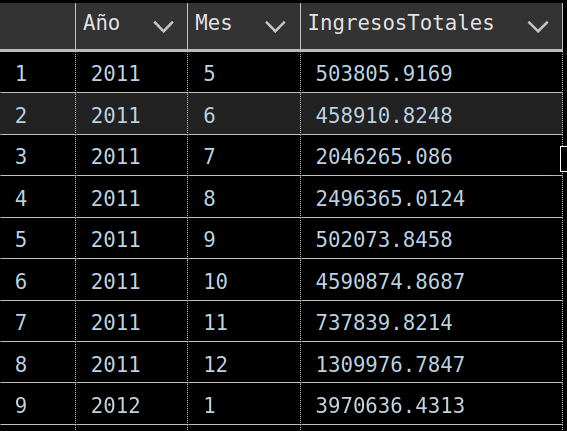 Año Mes IngresosTotales
1 2011 5 503805.9169
2 2011 6 458910.8248
3 2011 7 2046265.086
4 2011 8 2496365.0124
5 2011 9 502073.8458
6 2011 10 4590874.8687
7 2011 11 737839.8214
8 2011 12 1309976.7847
9 2012 1 3970636.4313